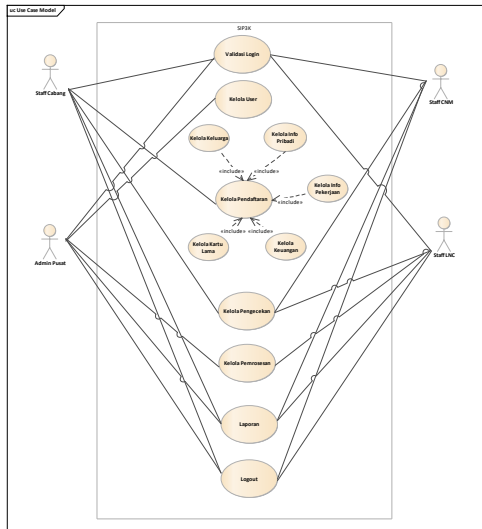 uc Use Case Model
SIP3K
Validasi Login
Staff Cabang
Staff CNM
Kelola User
Kelola Keluarga
Kelola Info
Pribadi
«include»
«include»
Kelola Info
Pekerjaan
Kelola Pendaftaran
«include»
«include»
«include»
Kelola Kartu
Lama
Kelola
Keuangan
Admin Pusat
Staff LNC
Kelola Pengecekan
Kelola Pemrosesan
Laporan
Logout